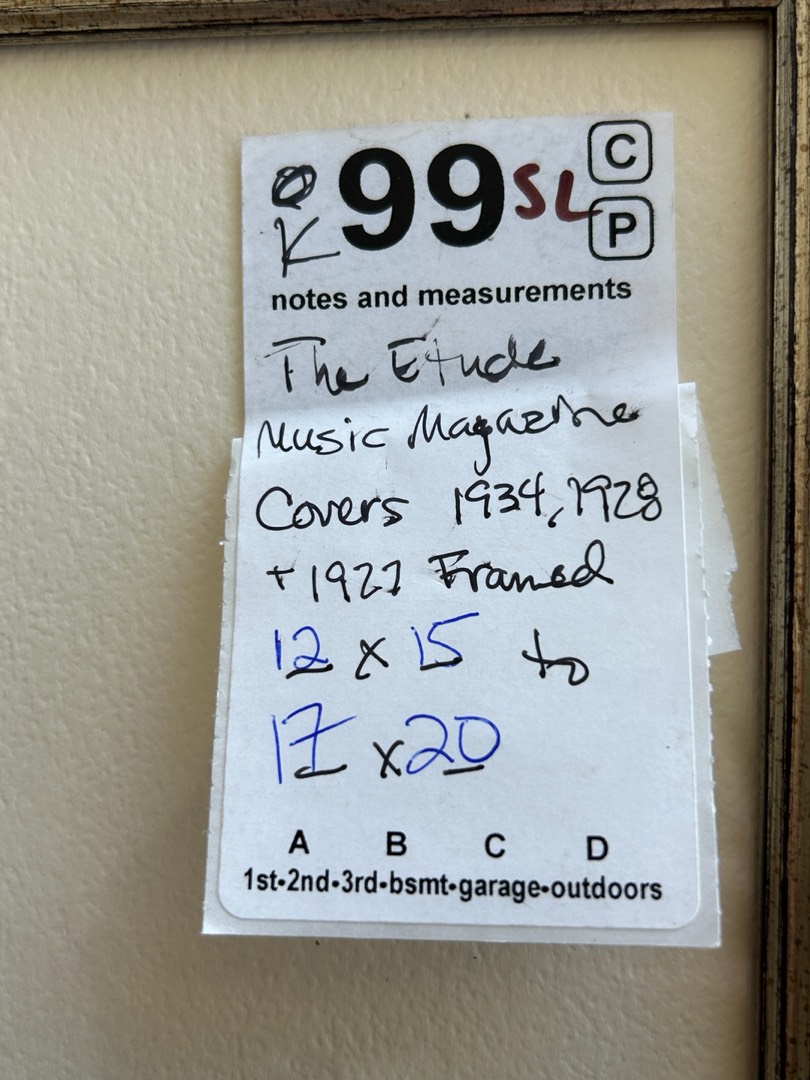 K 99 SL C
P
notes and measurements
The Etude
Music Magazine
Covers 1934, 1928
+ 1927 Framed
12 x 15 to
17 x 20
A B C D
1st•2nd•3rd•bsmt•garage•outdoors